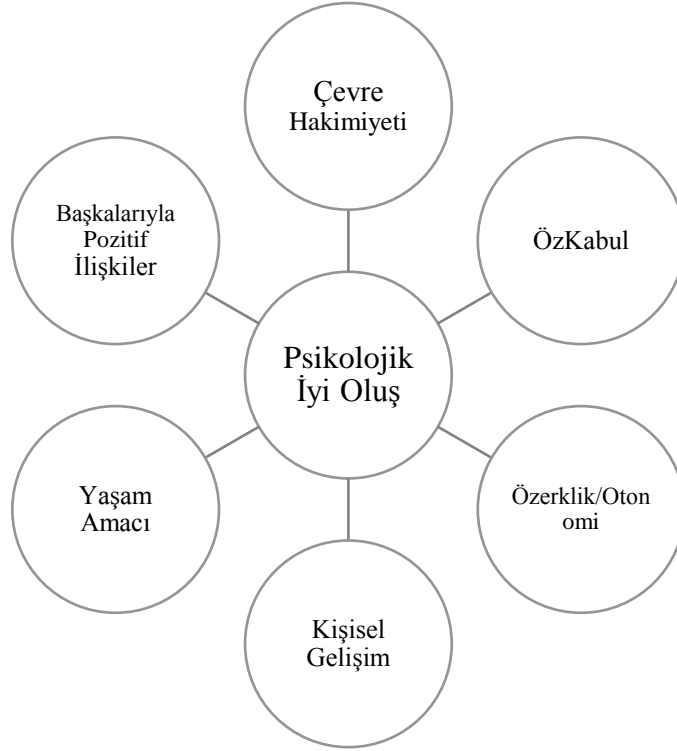 Çevre
Hakimiyeti
Başkalarıyla
Pozitif
İlişkiler
ÖzKabul
Psikolojik
İyi Oluş
Yaşam
Amacı
Özerklik/Oton
omi
Kişisel
Gelişim